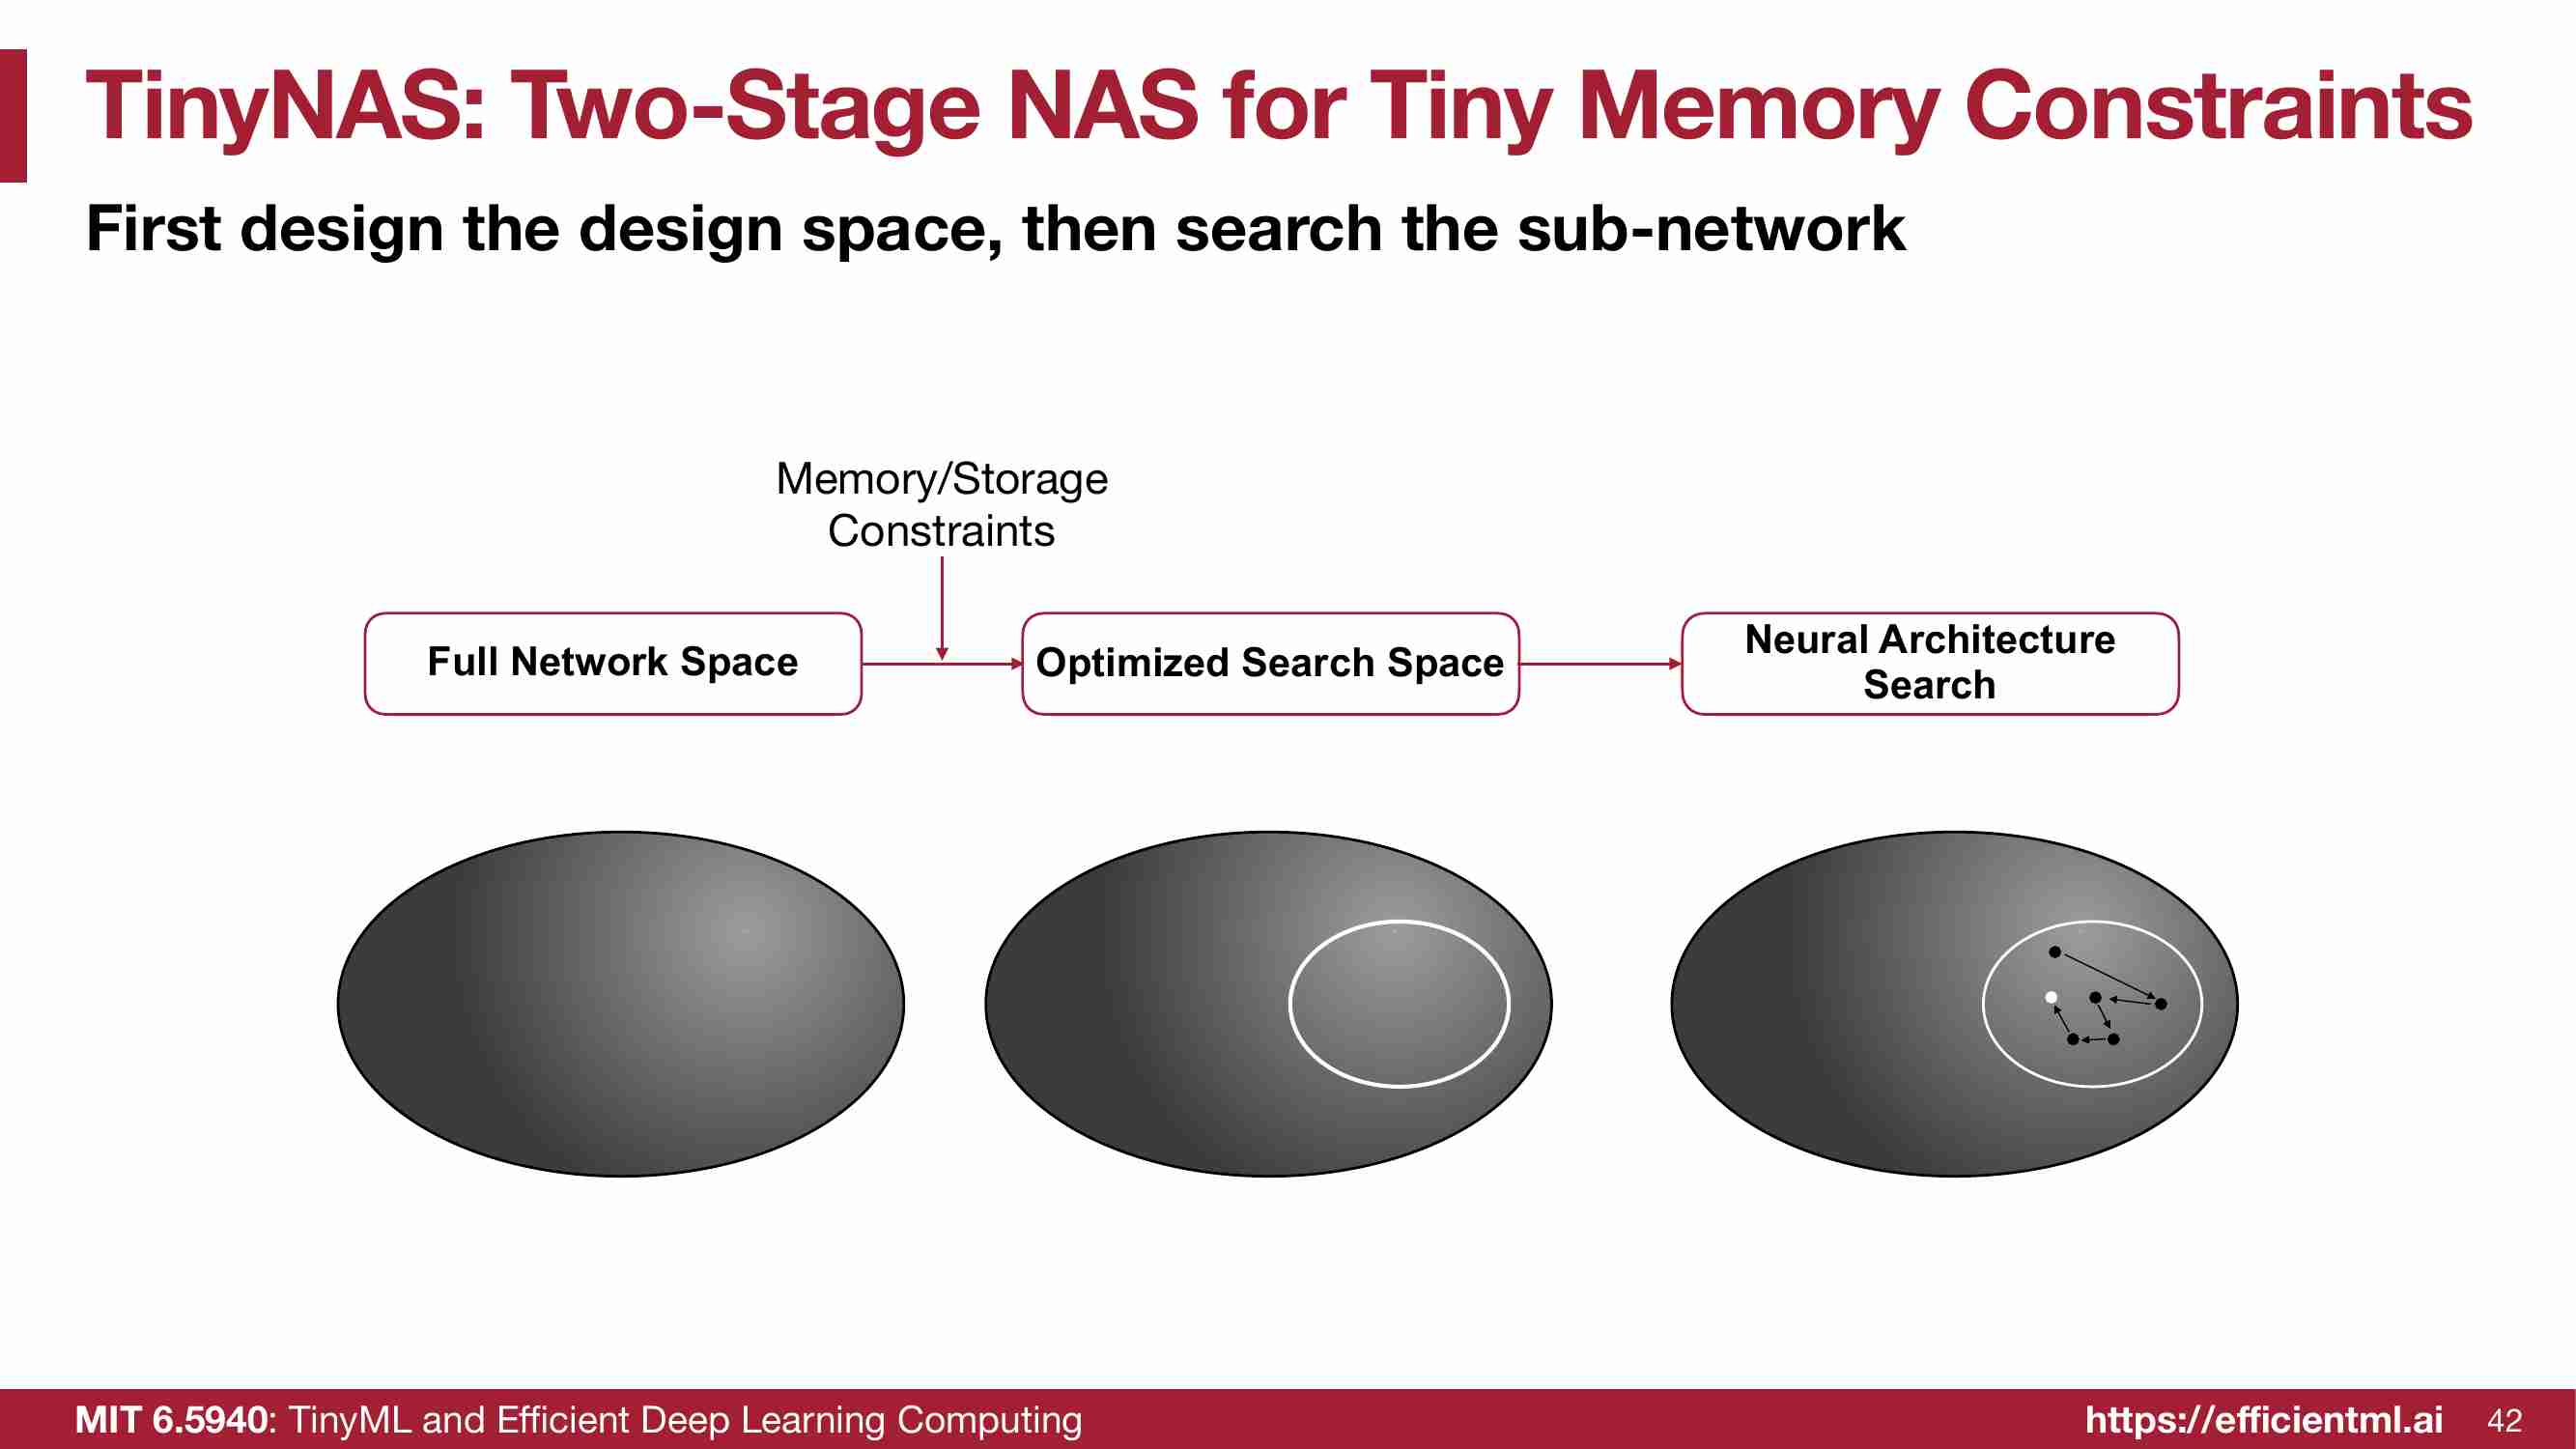 TinyNAS: Two-Stage NAS for Tiny Memory Constraints
First design the design space, then search the sub-network
Memory/Storage
Constraints
Full Network Space
Optimized Search Space
Neural Architecture
Search
MIT 6.5940: TinyML and Efficient Deep Learning Computing
https://efficientml.ai
42